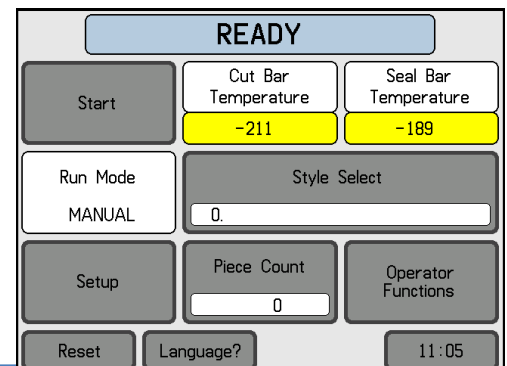 READY
Start
Cut Bar
Temperature
-211
Seal Bar
Temperature
-189
Run Mode
MANUAL
Style Select
0.
Setup
Piece Count
0
Operator
Functions
Reset
Language?
11:05